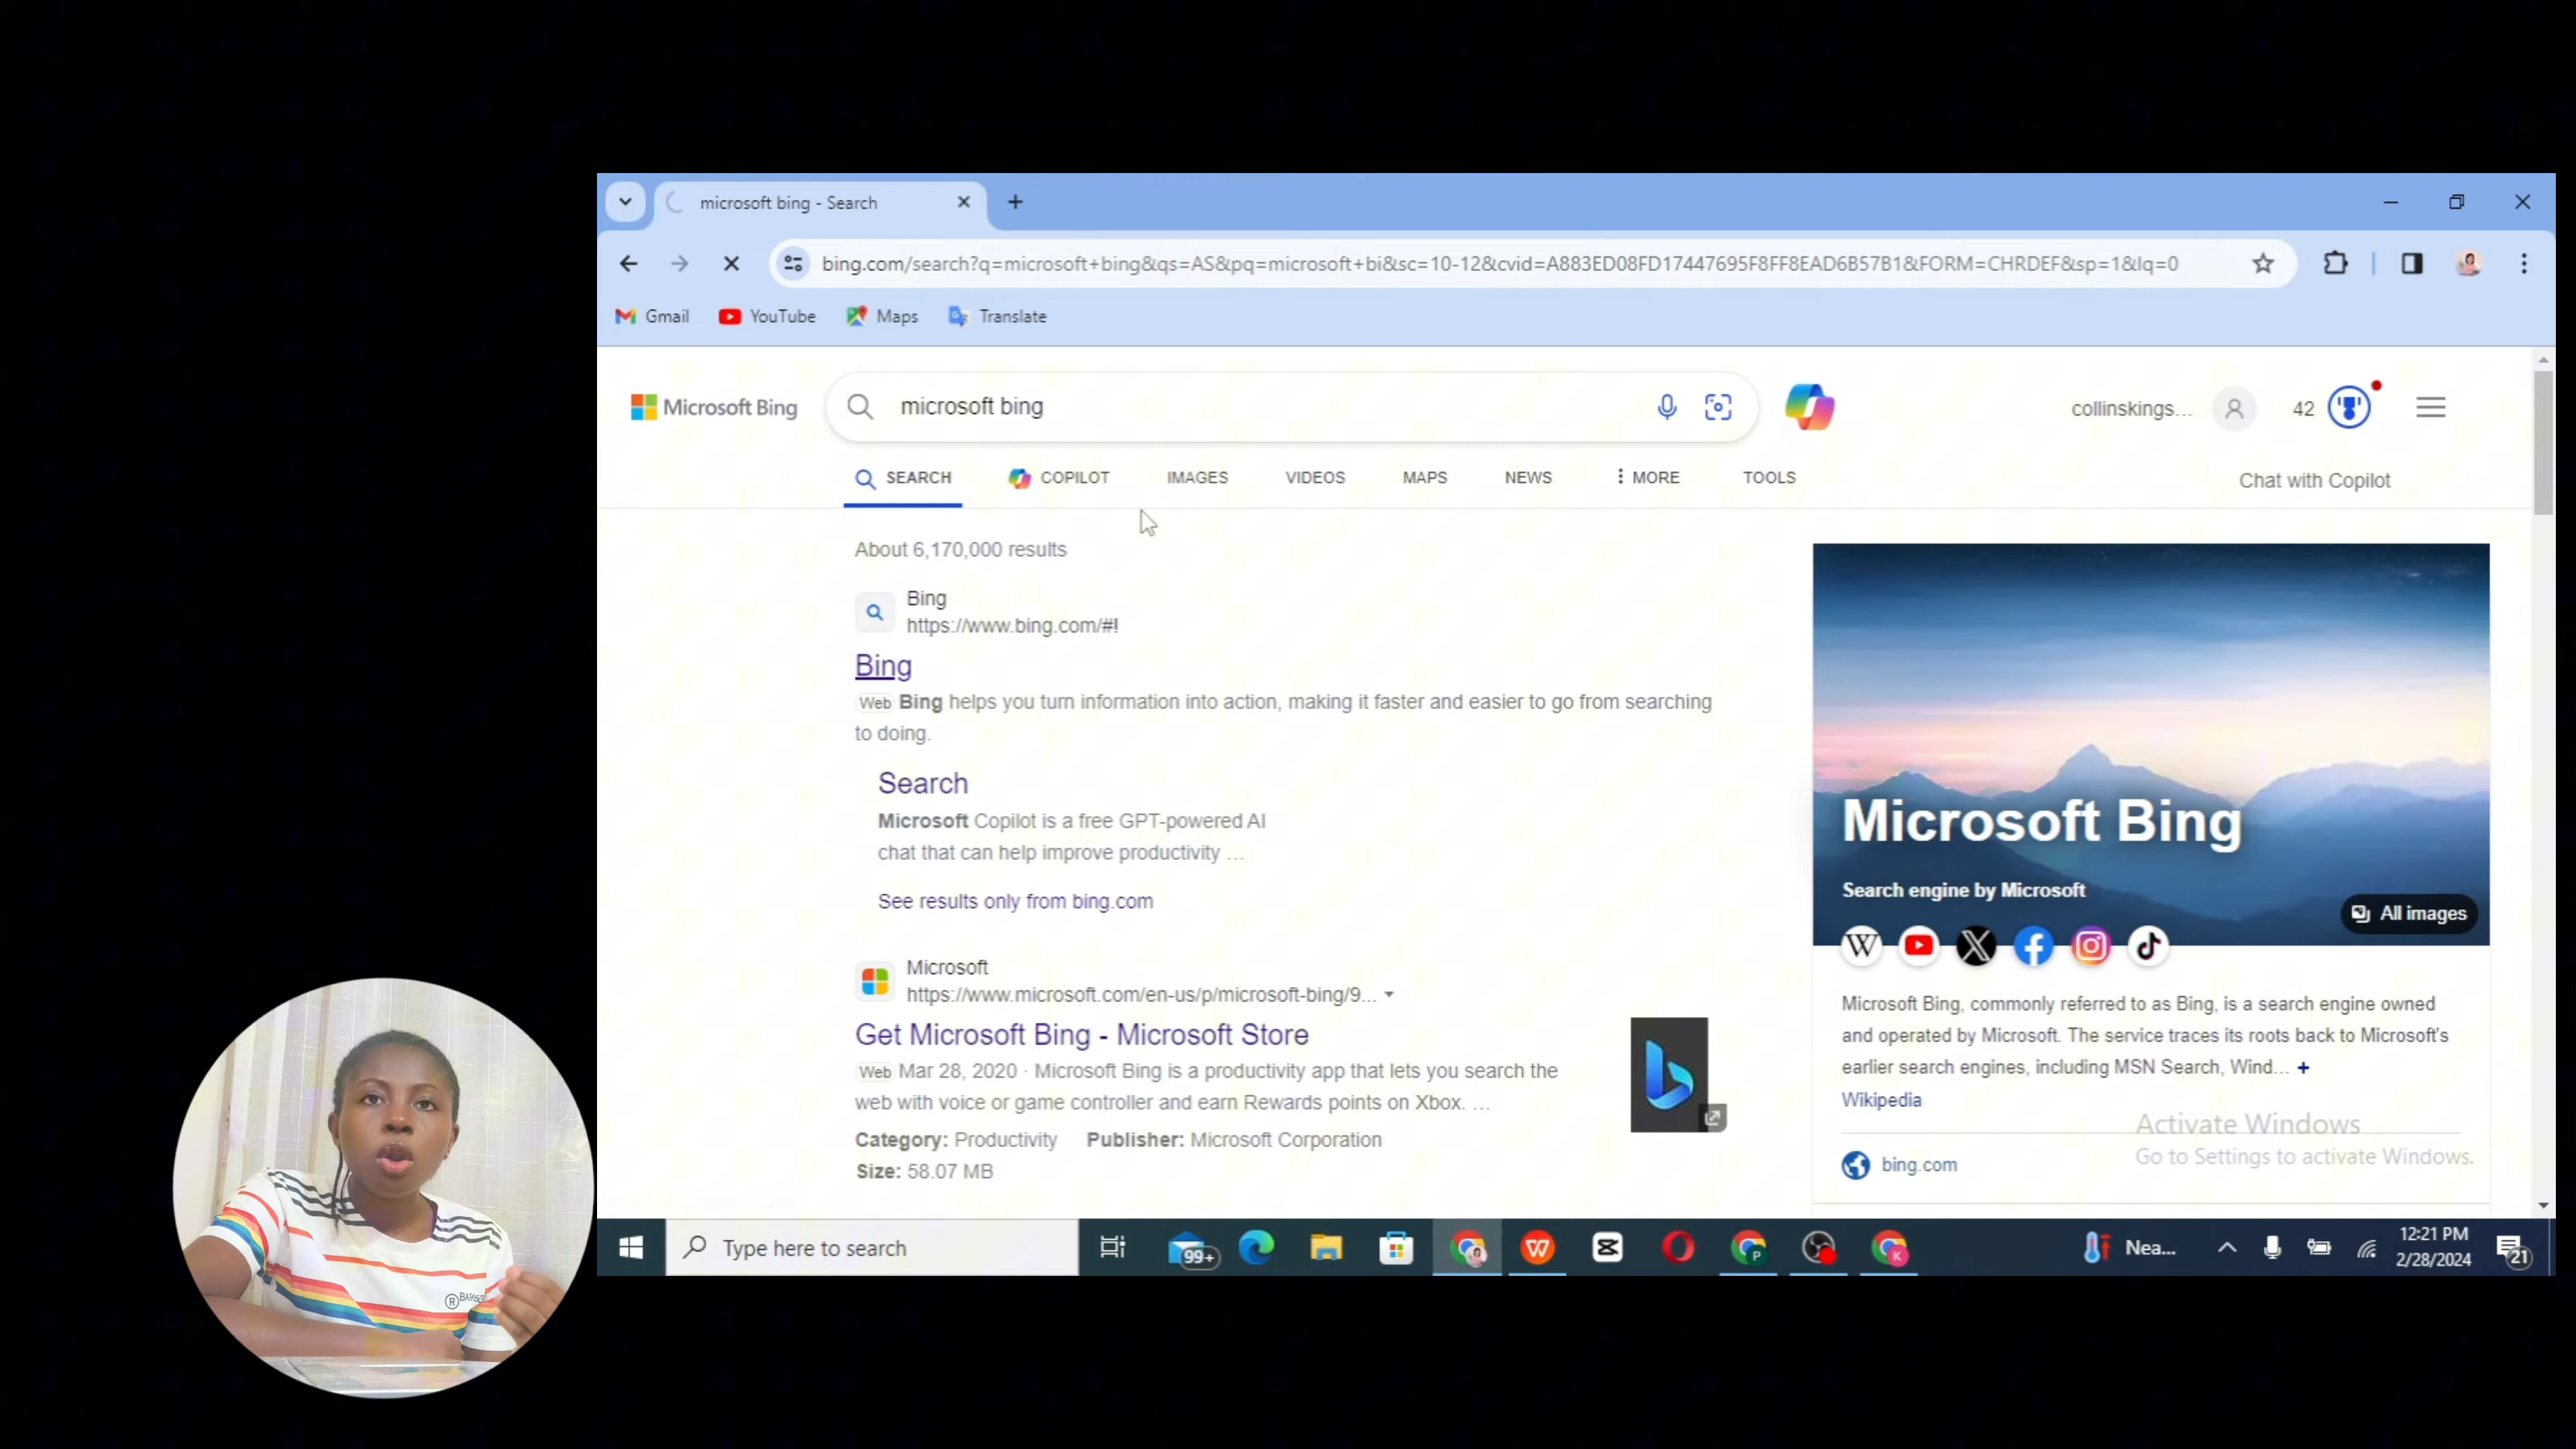 microsoft bing - Search
bing.com/search?q=microsoft+bing&qs=AS&pq=microsoft+bi&sc=10-12&cvid=A883ED08FD17447695F8FF8EAD6B57B1&FORM=CHRDEF&sp=1&lq=0
Gmail YouTube Maps Translate
Microsoft Bing microsoft bing collinskings... 42
SEARCH COPILOT IMAGES VIDEOS MAPS NEWS MORE TOOLS Chat with Copilot
About 6,170,000 results
Bing
https://www.bing.com/#!
Bing
Web Bing helps you turn information into action, making it faster and easier to go from searching
to doing.
Search
Microsoft Copilot is a free GPT-powered AI
chat that can help improve productivity ...
See results only from bing.com
Microsoft
https://www.microsoft.com/en-us/p/microsoft-bing/9...
Get Microsoft Bing - Microsoft Store
Web Mar 28, 2020 · Microsoft Bing is a productivity app that lets you search the
web with voice or game controller and earn Rewards points on Xbox. ...
Category: Productivity Publisher: Microsoft Corporation
Size: 58.07 MB
Microsoft Bing
Search engine by Microsoft
All images
W
Microsoft Bing, commonly referred to as Bing, is a search engine owned
and operated by Microsoft. The service traces its roots back to Microsoft's
earlier search engines, including MSN Search, Wind... +
Wikipedia
Activate Windows
Go to Settings to activate Windows.
bing.com
Type here to search
99+
W
P
K
Nea...
12:21 PM
2/28/2024
21